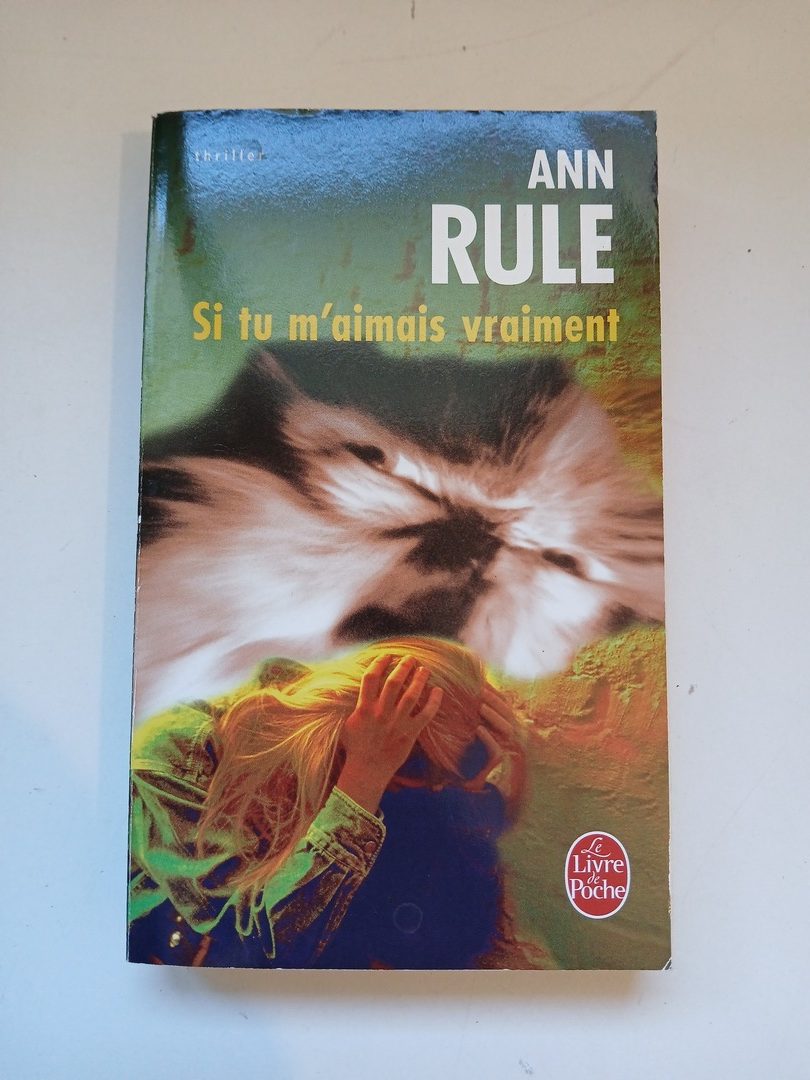 thriller
ANN
RULE
Si tu m'aimais vraiment
Le
Livre
de
Poche